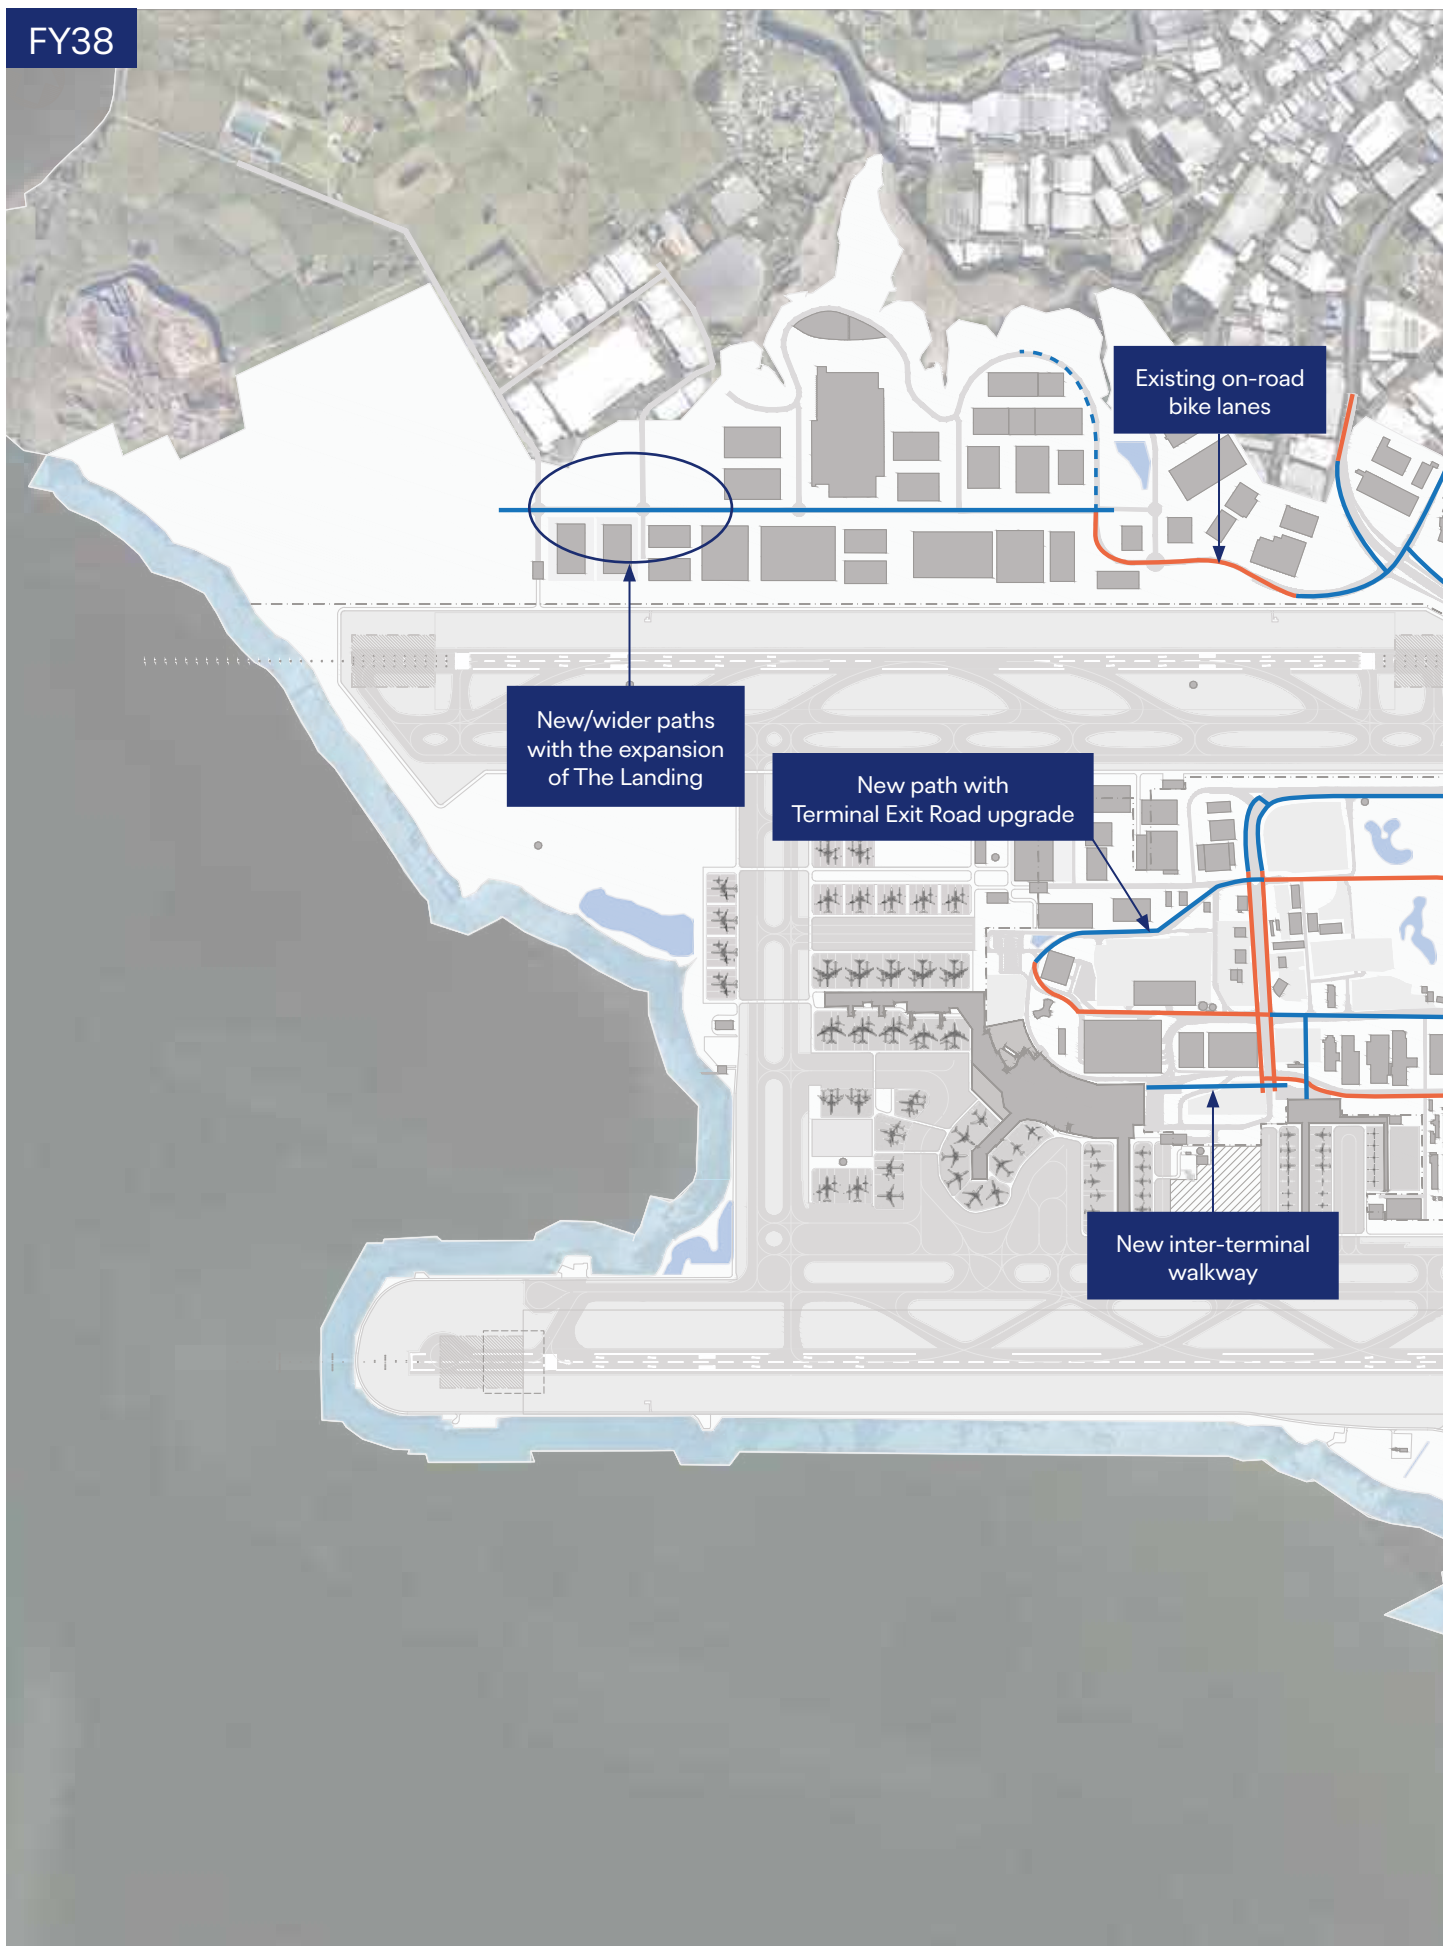 FY38
Existing on-road
bike lanes
New/wider paths
with the expansion
of The Landing
New path with
Terminal Exit Road upgrade
New inter-terminal
walkway